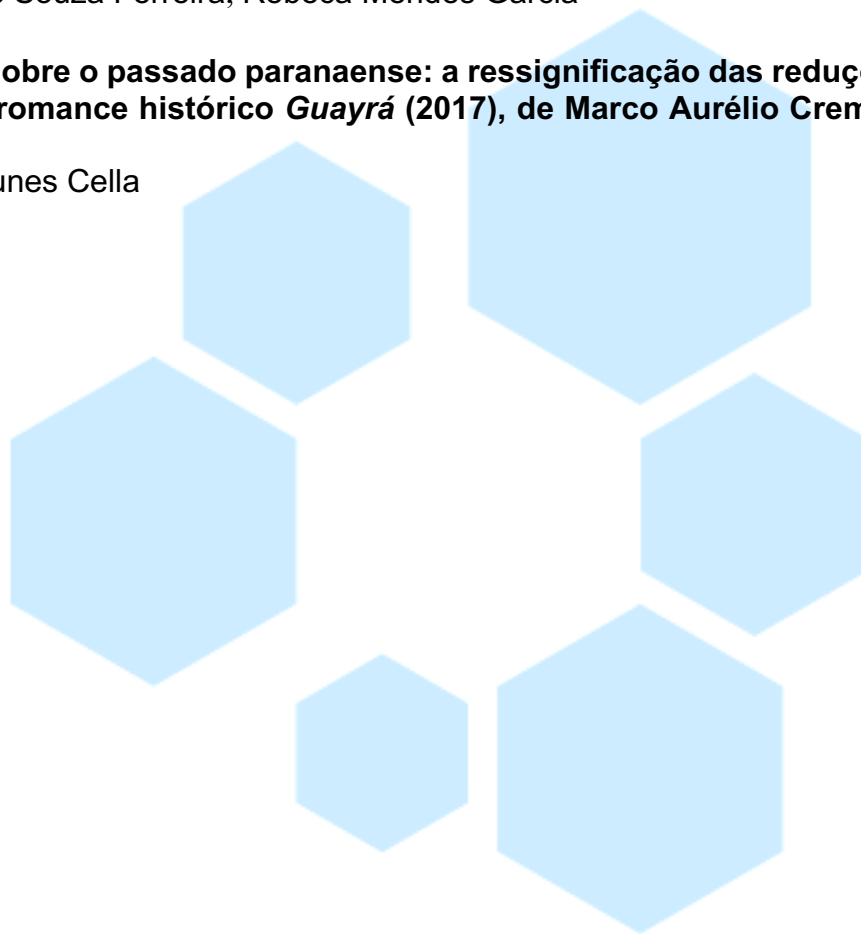 Souza Ferreira, Rebeca Mendes Garcia
obre o passado paranaense: a ressignificação das reduç
romance histórico Guayrá (2017), de Marco Aurélio Crem
unes Cella